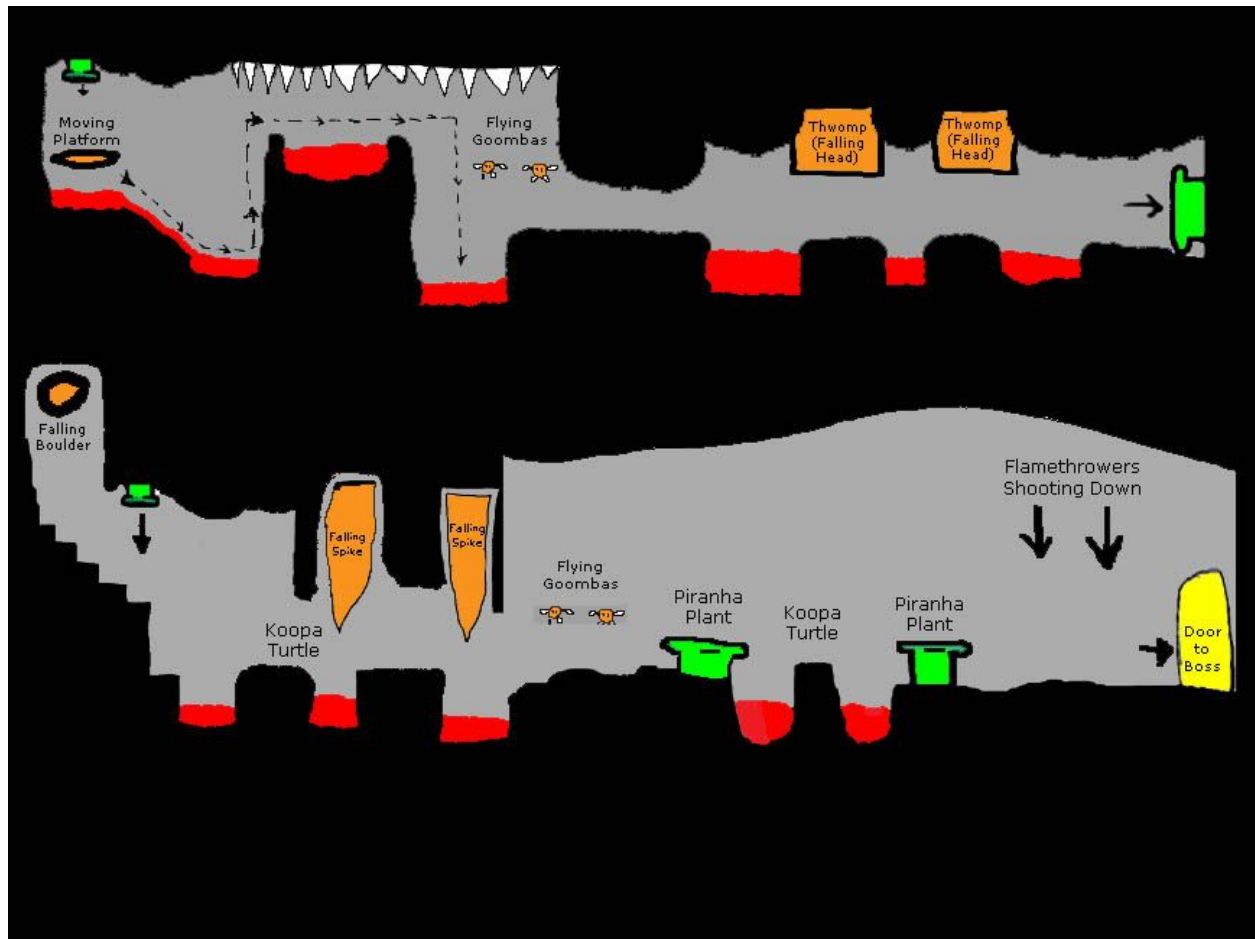 Moving
Platform
Flying
Goombas
Thwomp
(Falling
Head)
Thwomp
(Falling
Head)
Falling
Boulder
Falling
Spike
Falling
Spike
Flamethrowers
Shooting Down
Flying
Goombas
Koopa
Turtle
Piranha
Plant
Koopa
Turtle
Piranha
Plant
Door
to
Boss